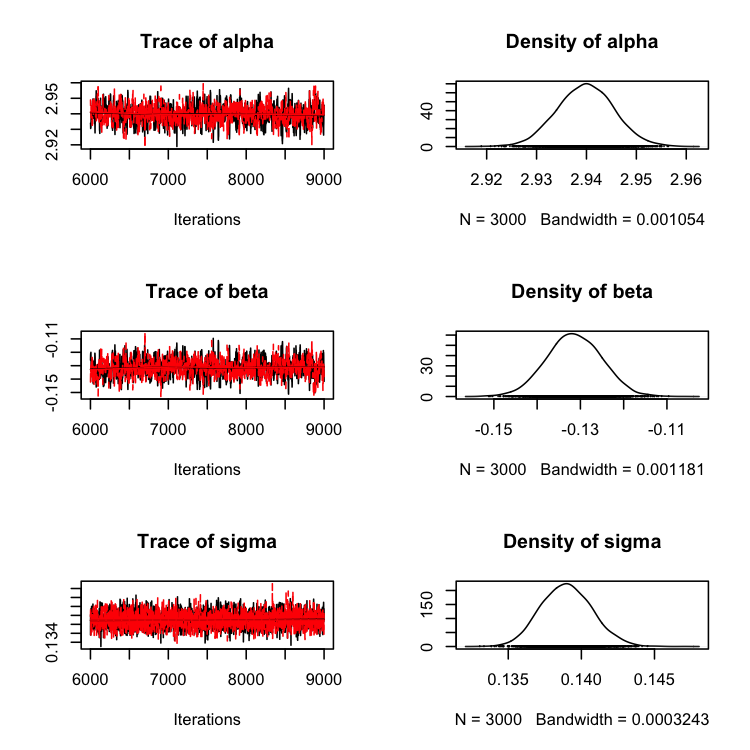 Trace of alpha
2.92 2.95
6000 7000 8000 9000
Iterations
Density of alpha
0 40
2.92 2.93 2.94 2.95 2.96
N = 3000 Bandwidth = 0.001054
Trace of beta
-0.15 -0.11
6000 7000 8000 9000
Iterations
Density of beta
0 30
-0.15 -0.13 -0.11
N = 3000 Bandwidth = 0.001181
Trace of sigma
0.134
6000 7000 8000 9000
Iterations
Density of sigma
0 150
0.135 0.140 0.145
N = 3000 Bandwidth = 0.0003243